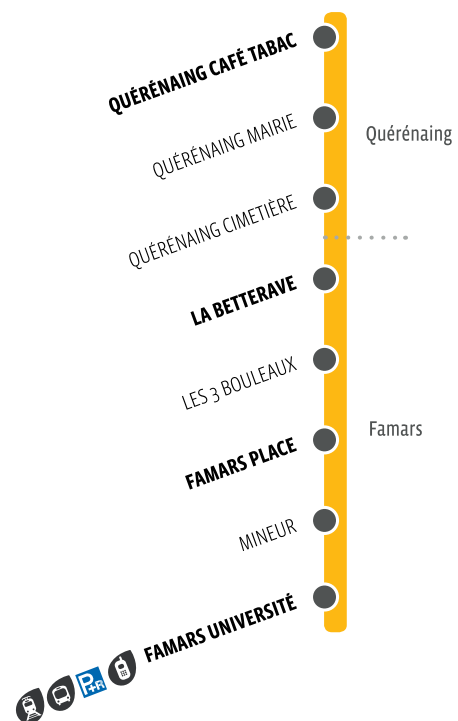 QUÉRÉNAING CAFÉ TABAC
QUÉRÉNAING MAIRIE
Quérénaing
QUÉRÉNAING CIMETIÈRE
LA BETTERAVE
LES 3 BOULEAUX
Famars
FAMARS PLACE
MINEUR
FAMARS UNIVERSITÉ
P+R